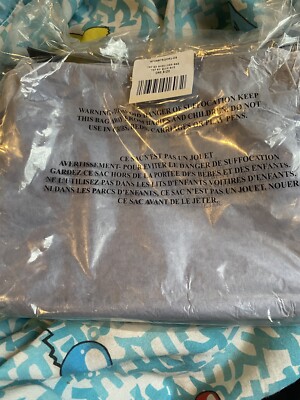 WARNING: TO AVOID DANGER OF SUFFOCATION KEEP
THIS BAG AWAY FROM BABIES AND CHILDREN. DO NOT
USE IN CRIBS, BEDS, CARRIAGES OR PLAY PENS.
CE SAC N'EST PAS UN JOUET
AVERTISSEMENT: POUR EVITER LE DANGER DE SUFFOCATION
GARDEZ CE SAC HORS DE LA PORTEE DES BEBES ET DES ENFANTS.
NE L'UTILISEZ PAS DANS LES LITS D'ENFANTS VOITURES D'ENFANTS.
NI DANS LES PARCS D'ENFANTS. CE SAC N'EST PAS UN JOUET. NOUER
CE SAC AVANT DE LE JETER.